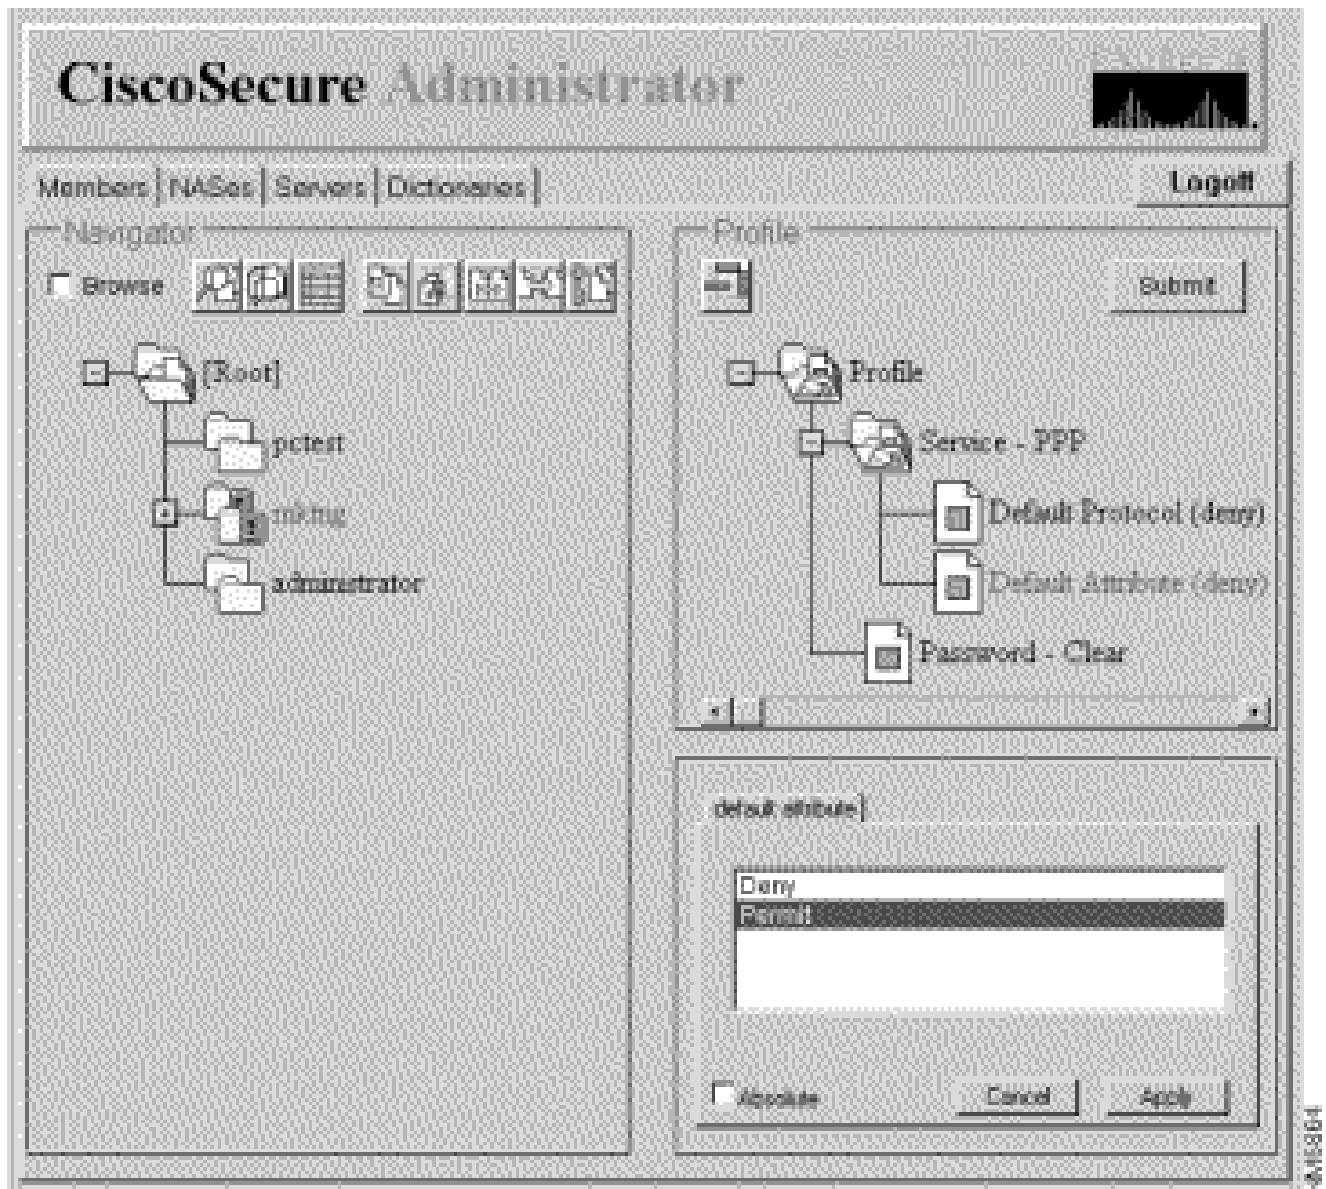 CiscoSecure Administrator
Members NASes Servers Dictionaries
Logoff
Navigator
Browse
[Root]
pctest
administrator
Profile
Submit
Profile
Service - PPP
Default Protocol (deny)
Default Attribute (deny)
Password - Clear
default attribute
Deny
Permit
Absolute
Cancel
Apply